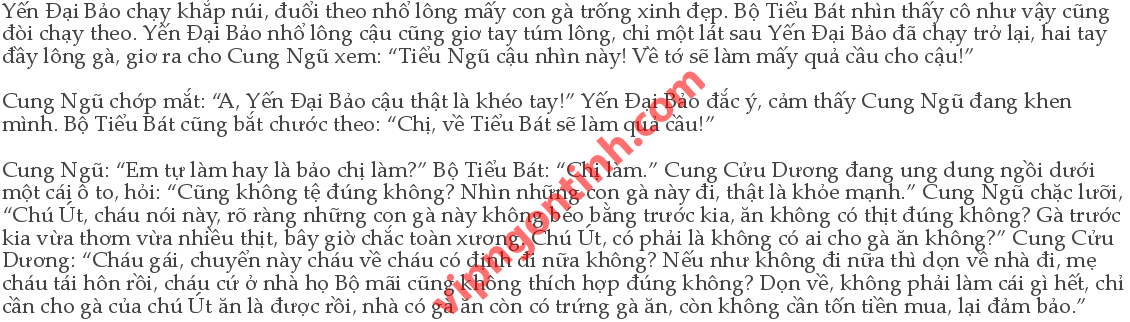 Yến Đại Bảo chạy khắp núi, đuổi theo nhổ lông mấy con gà trống xinh đẹp. Bộ Tiểu Bát nhìn thấy cô như vậy cũng
đòi chạy theo. Yến Đại Bảo nhổ lông cậu cũng giơ tay túm lông, chỉ một lát sau Yến Đại Bảo đã chạy trở lại, hai tay
đầy lông gà, giơ ra cho Cung Ngũ xem: “Tiểu Ngũ cậu nhìn này! Về tớ sẽ làm mấy quả cầu cho cậu!”
Cung Ngũ chớp mắt: “A, Yến Đại Bảo cậu thật là khéo tay!” Yến Đại Bảo đắc ý, cảm thấy Cung Ngũ đang khen
mình. Bộ Tiểu Bát cũng bắt chước theo: “Chị, về Tiểu Bát sẽ làm quả cầu!”
Cung Ngũ: “Em tự làm hay là bảo chị làm?” Bộ Tiểu Bát: “Chị làm.” Cung Cửu Dương đang ung dung ngồi dưới
một cái ô to, hỏi: “Cũng không tệ đúng không? Nhìn những con gà này đi, thật là khỏe mạnh.” Cung Ngũ chặc lưỡi,
“Chú Út, cháu nói này, rõ ràng những con gà này không béo bằng trước kia, ăn không có thịt đúng không? Gà trước
kia vừa thơm vừa nhiều thịt, bây giờ chắc toàn xương. Chú Út, có phải là không có ai cho gà ăn không?” Cung Cửu
Dương: “Cháu gái, chuyến này cháu về cháu có định đi nữa không? Nếu như không đi nữa thì dọn về nhà đi, mẹ
cháu tái hôn rồi, cháu cứ ở nhà họ Bộ mãi cũng không thích hợp đúng không? Dọn về, không phải làm cái gì hết, chỉ
cần cho gà của chú Út ăn là được rồi, nhà có gà ăn còn có trứng gà ăn, còn không cần tốn tiền mua, lại đảm bảo.”
vipngontinh.com